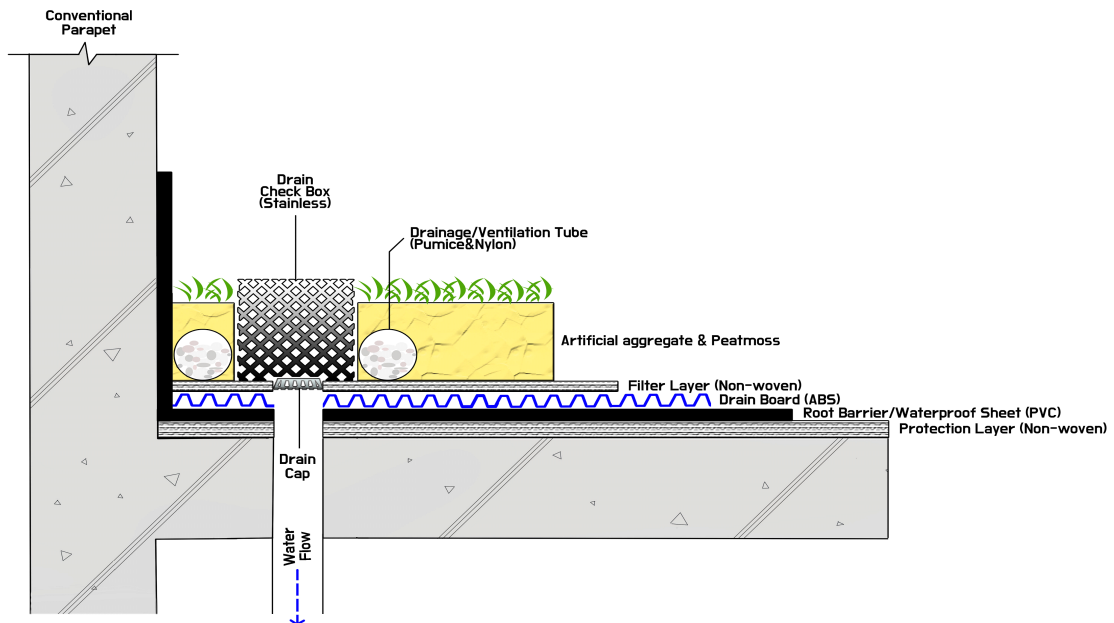 Conventional
Parapet
Drain
Check Box
(Stainless)
Drainage/Ventilation Tube
(Pumice&Nylon)
Artificial aggregate & Peatmoss
Filter Layer (Non-woven)
Drain Board (ABS)
Root Barrier/Waterproof Sheet (PVC)
Protection Layer (Non-woven)
Drain
Cap
Water
Flow